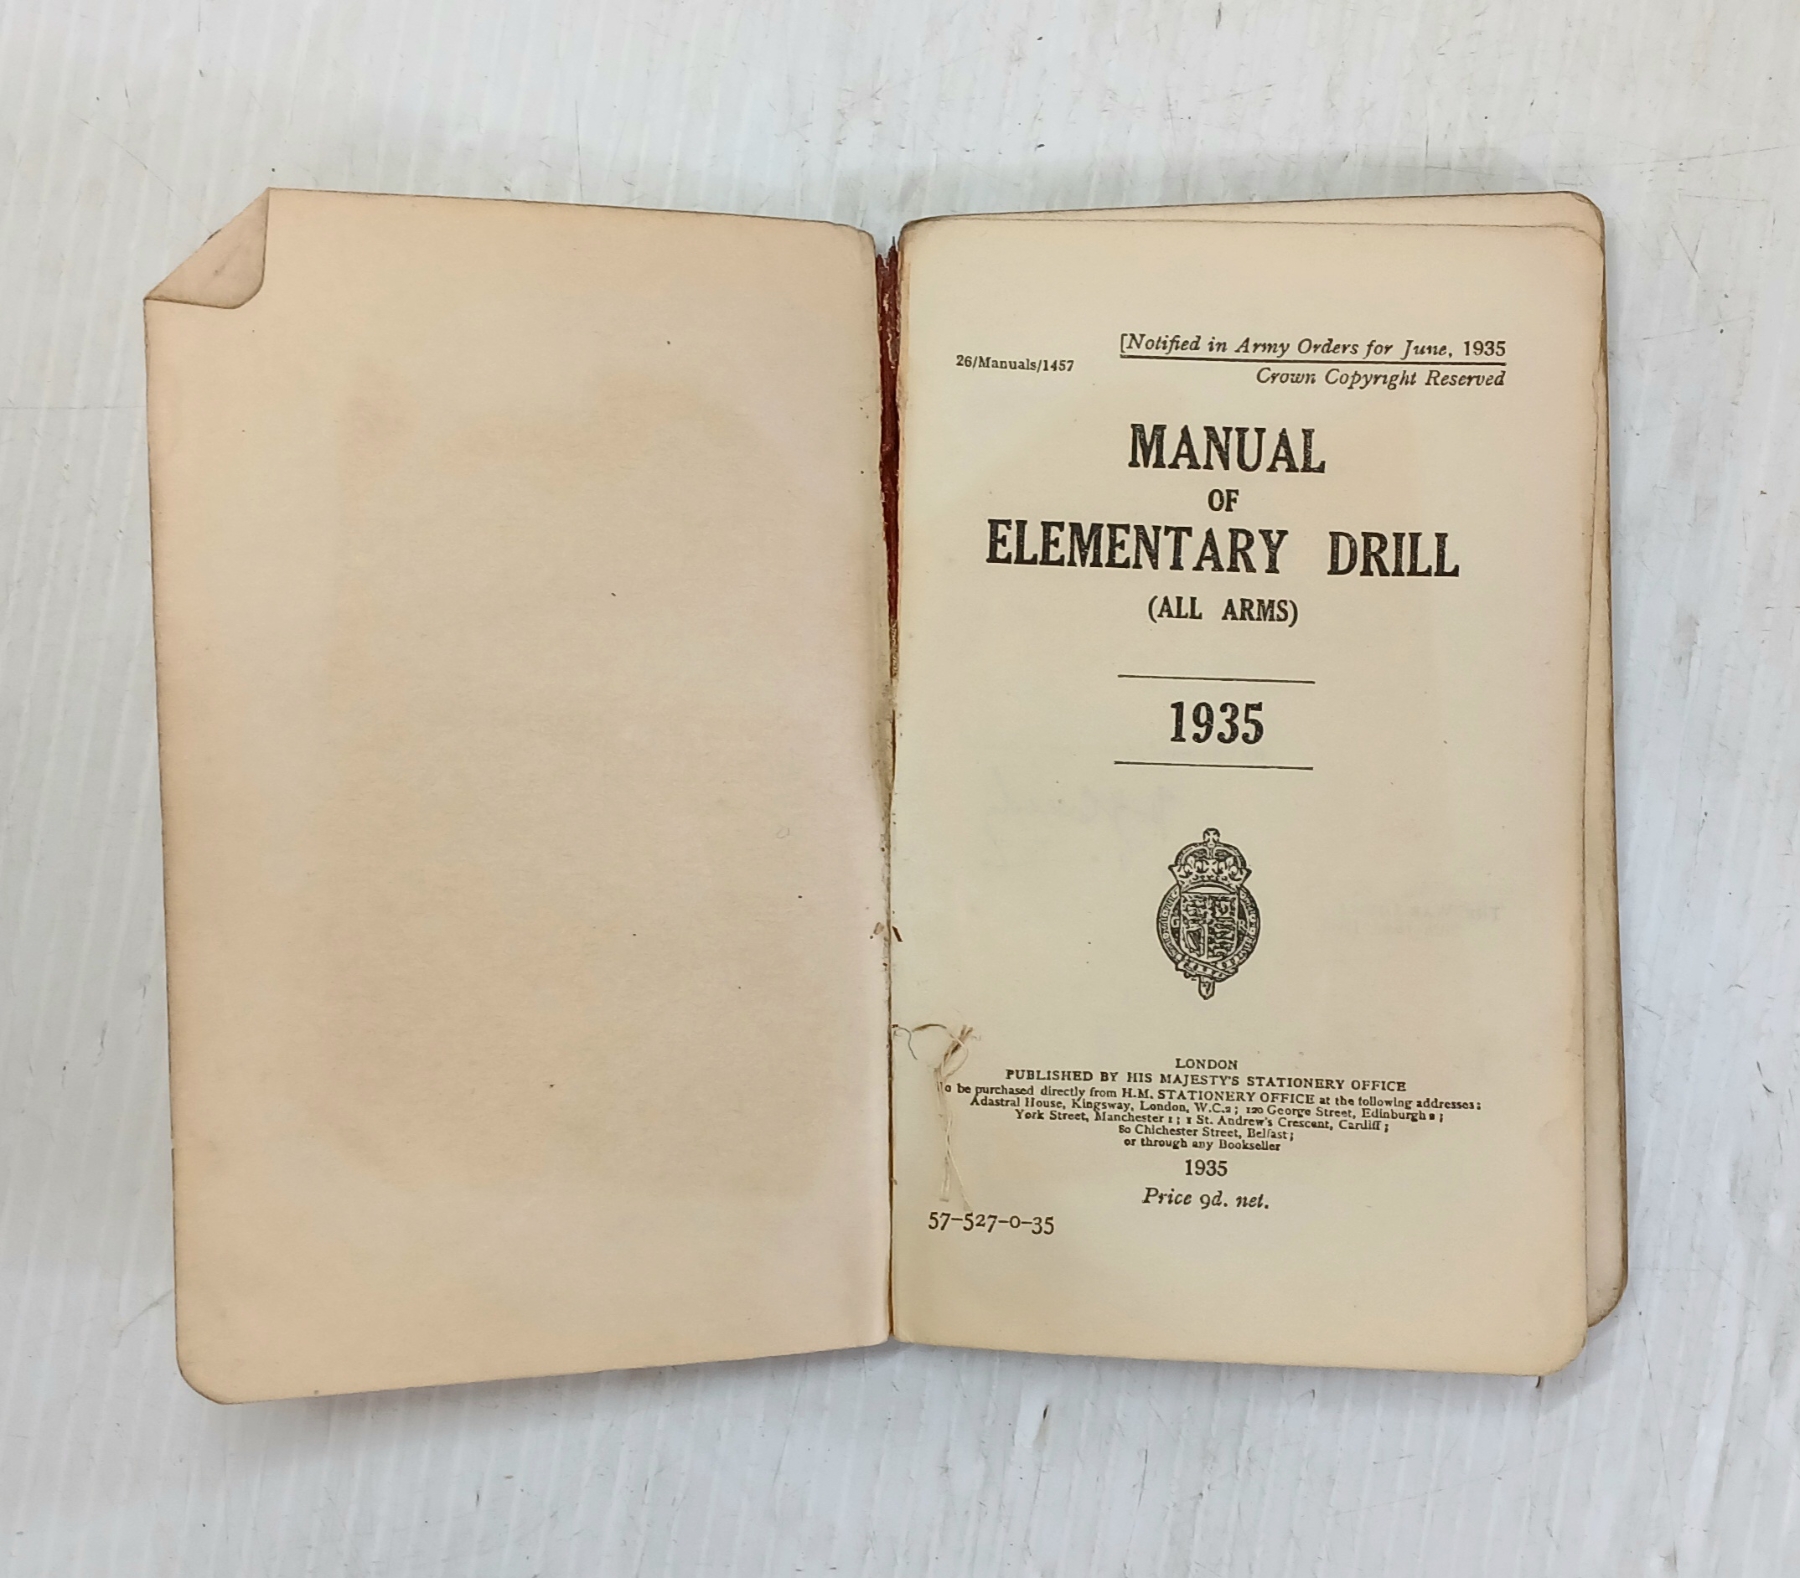 [Notified in Army Orders for June, 1935
26/Manuals/1457
Crown Copyright Reserved
MANUAL
OF
ELEMENTARY DRILL
(ALL ARMS)
1935
G R
LONDON
PUBLISHED BY HIS MAJESTY'S STATIONERY OFFICE
o be purchased directly from H.M. STATIONERY OFFICE at the following addresses:
Adastral House, Kingsway, London, W.C.2; 120 George Street, Edinburgh 2;
York Street, Manchester 1; 1 St. Andrew's Crescent, Cardiff;
80 Chichester Street, Belfast;
or through any Bookseller
1935
Price 9d. net.
57-527-0-35